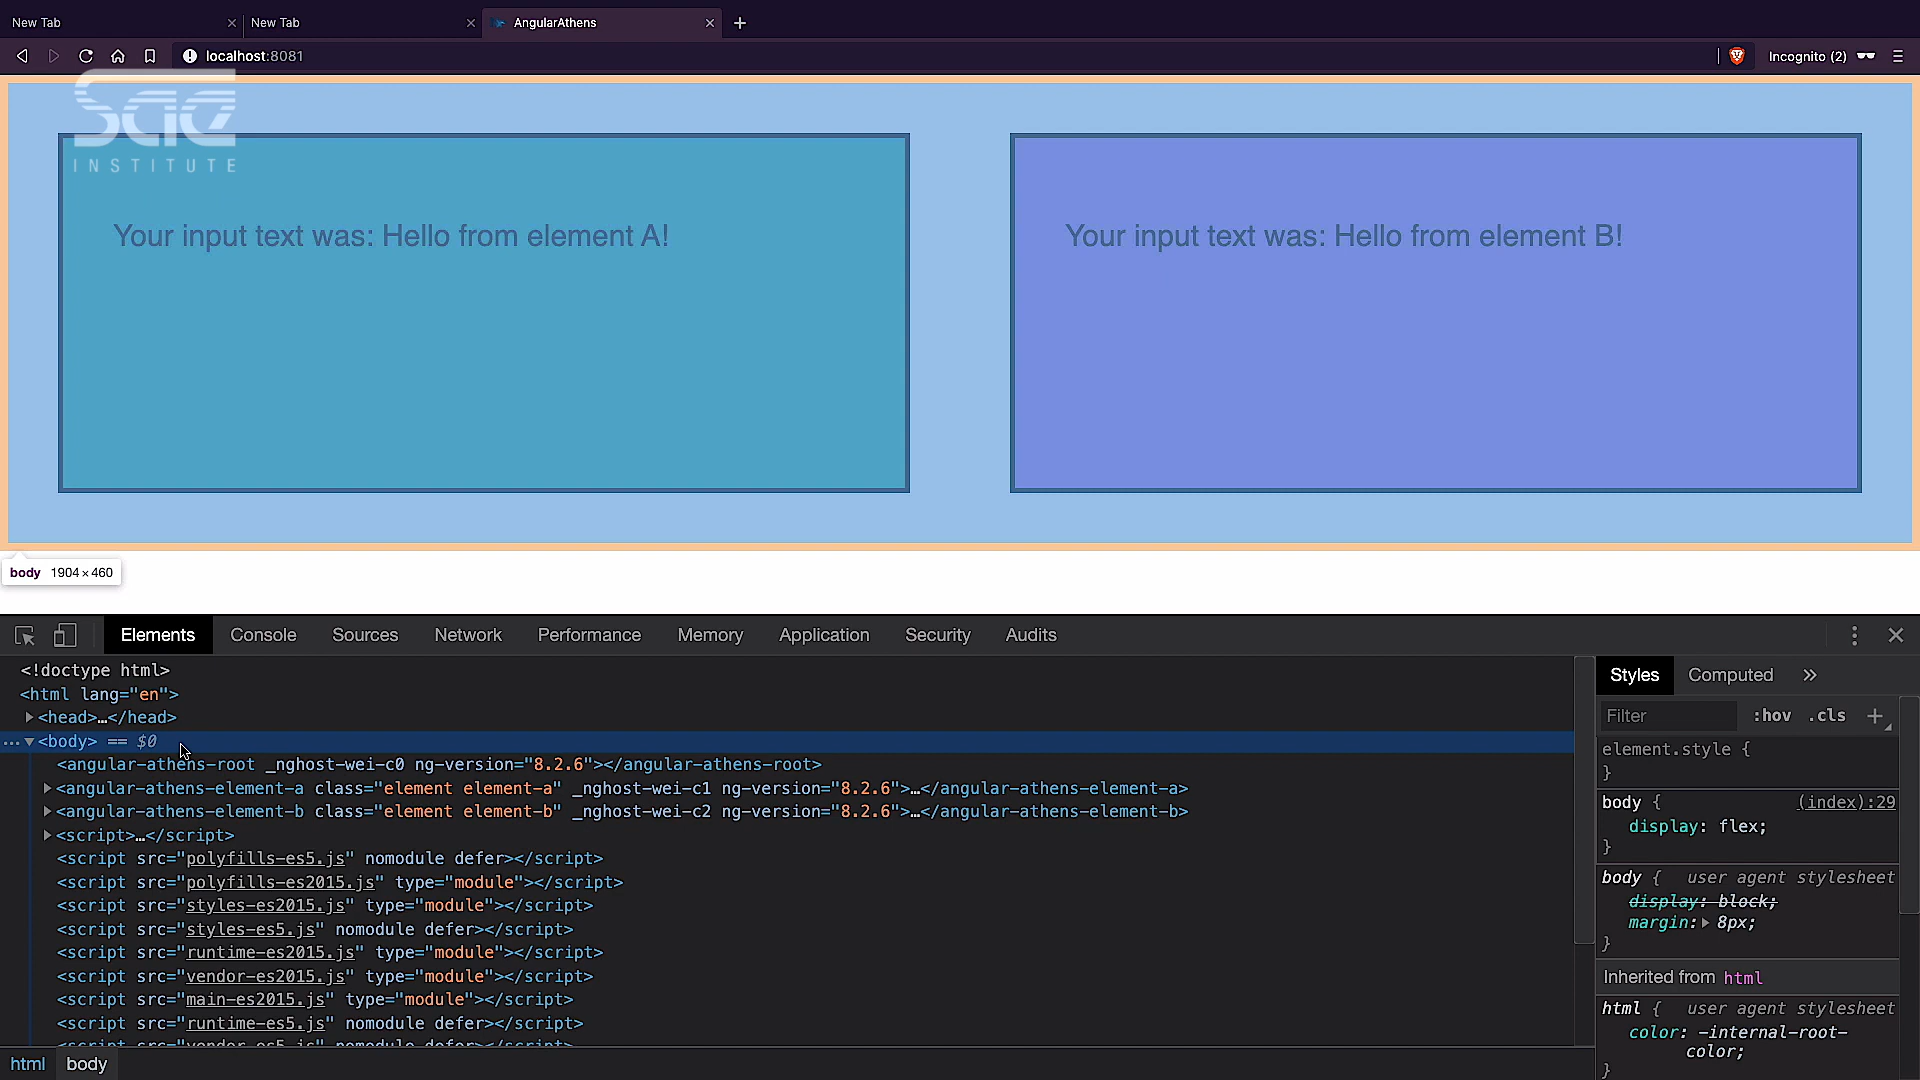 New Tab
New Tab
AngularAthens
localhost:8081
Incognito (2)
SAE
INSTITUTE
Your input text was: Hello from element A!
Your input text was: Hello from element B!
body 1904 × 460
Elements
Console
Sources
Network
Performance
Memory
Application
Security
Audits
<!doctype html>
<html lang="en">
<head>…</head>
… <body> == $0
<angular-athens-root _nghost-wei-c0 ng-version="8.2.6"></angular-athens-root>
<angular-athens-element-a class="element element-a" _nghost-wei-c1 ng-version="8.2.6">…</angular-athens-element-a>
<angular-athens-element-b class="element element-b" _nghost-wei-c2 ng-version="8.2.6">…</angular-athens-element-b>
<script>…</script>
<script src="polyfills-es5.js" nomodule defer></script>
<script src="polyfills-es2015.js" type="module"></script>
<script src="styles-es2015.js" type="module"></script>
<script src="styles-es5.js" nomodule defer></script>
<script src="runtime-es2015.js" type="module"></script>
<script src="vendor-es2015.js" type="module"></script>
<script src="main-es2015.js" type="module"></script>
<script src="runtime-es5.js" nomodule defer></script>
<script src="vendor-es5.js" nomodule defer></script>
html body
Styles
Computed
»
Filter
:hov .cls +
element.style {
}
body { (index):29
display: flex;
}
body { user agent stylesheet
display: block;
margin: 8px;
}
Inherited from html
html { user agent stylesheet
color: -internal-root-
color;
}